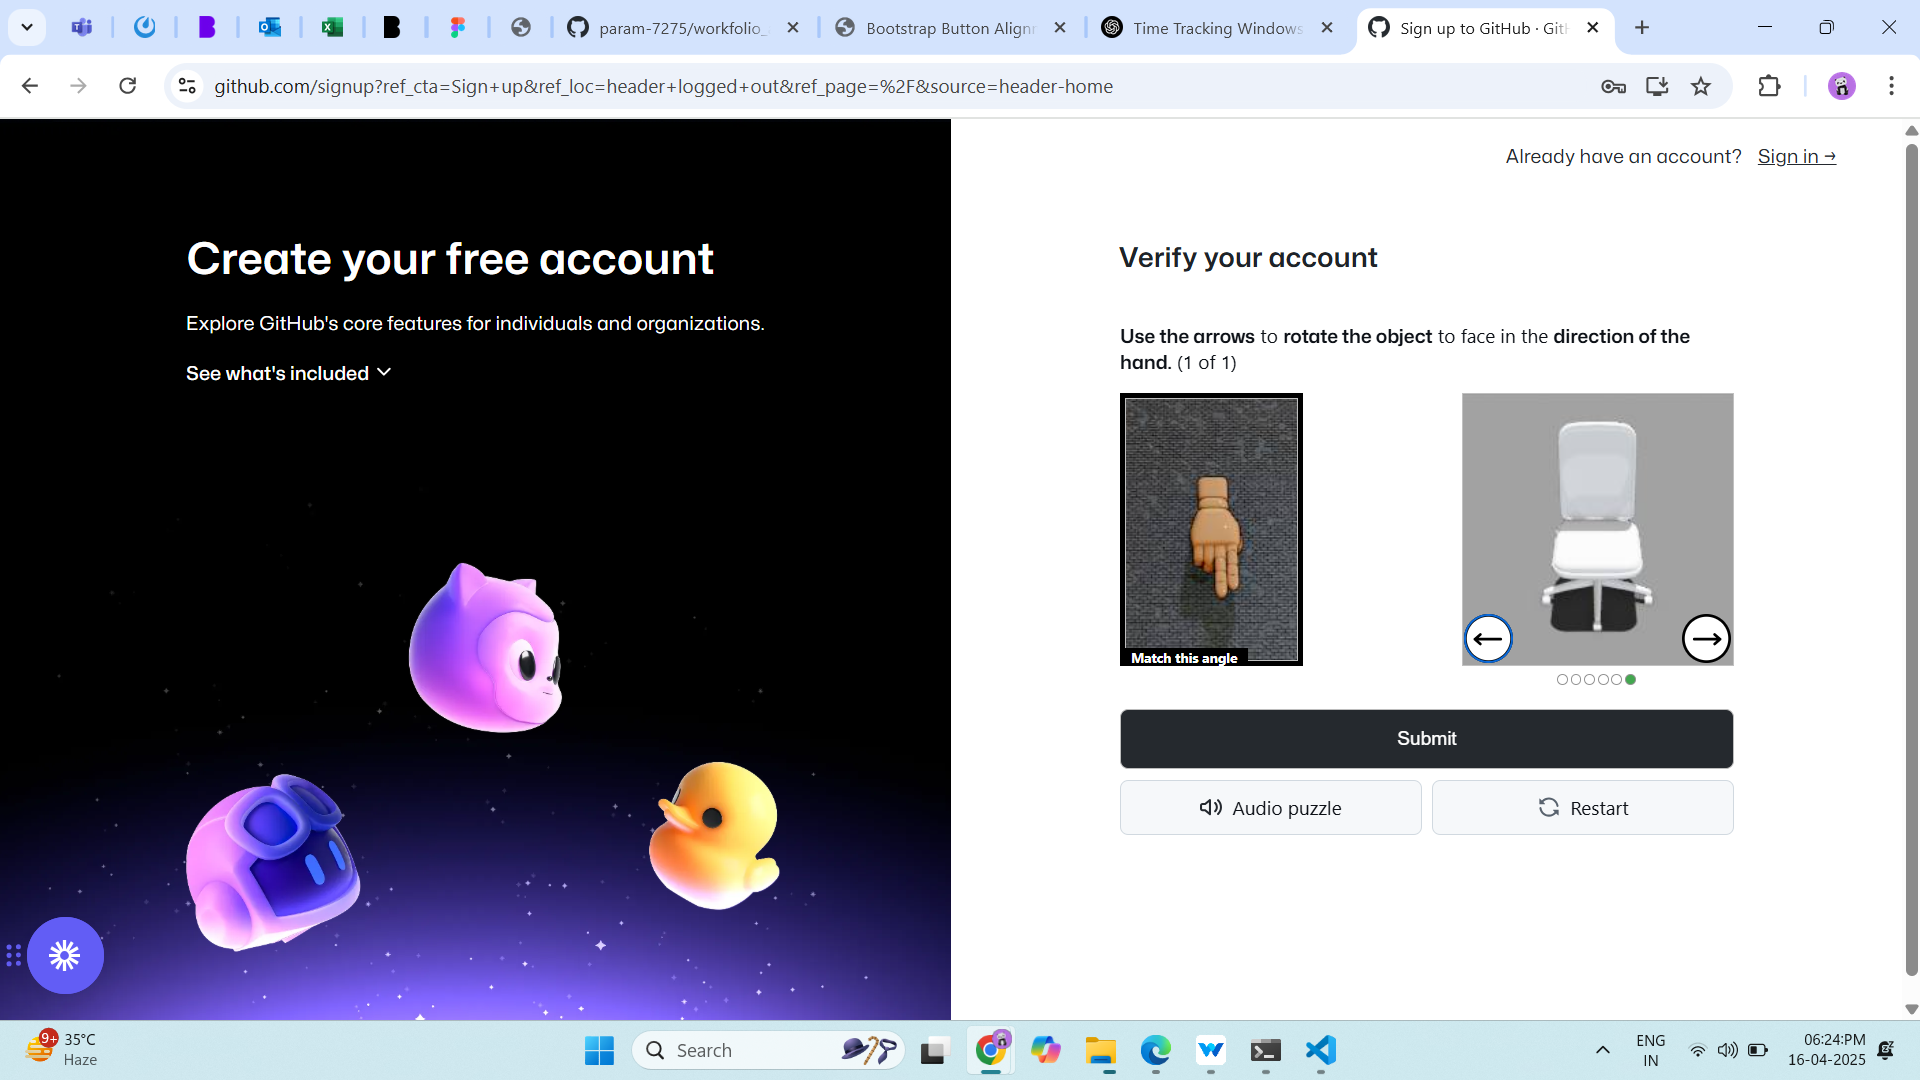 param-7275/workfolio_
Bootstrap Button Alignm
Time Tracking Windows
Sign up to GitHub · GitH
github.com/signup?ref_cta=Sign+up&ref_loc=header+logged+out&ref_page=%2F&source=header-home
Already have an account? Sign in →
Create your free account
Explore GitHub's core features for individuals and organizations.
See what's included
Verify your account
Use the arrows to rotate the object to face in the direction of the
hand. (1 of 1)
Match this angle
Submit
Audio puzzle
Restart
9+
35°C
Haze
Search
ENG
IN
06:24:PM
16-04-2025